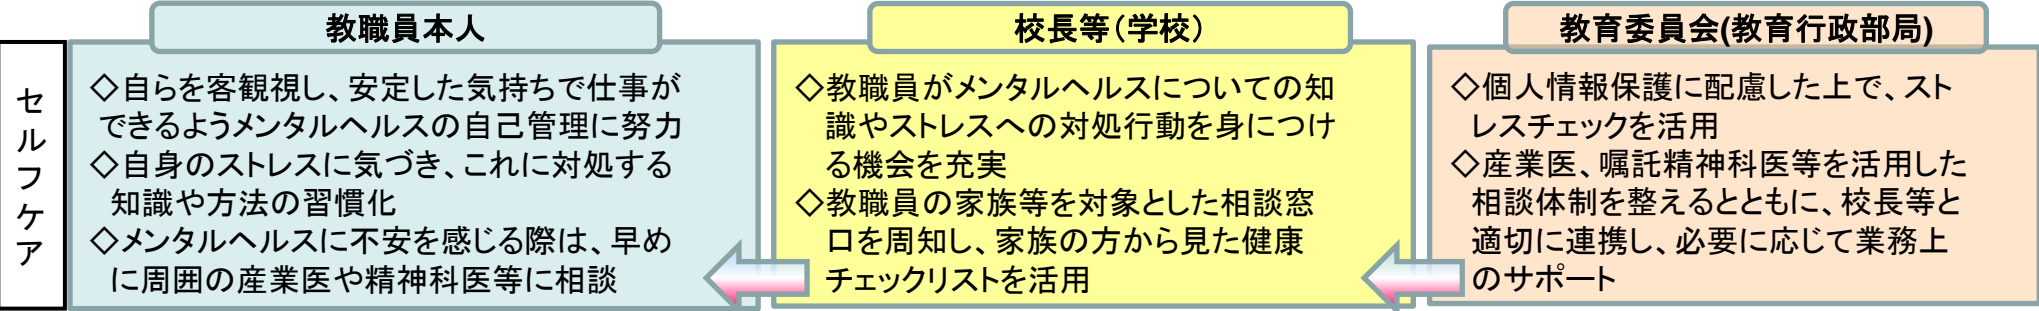 セルフケア
教職員本人
◇自らを客観視し、安定した気持ちで仕事が
できるようメンタルヘルスの自己管理に努力
◇自身のストレスに気づき、これに対処する
知識や方法の習慣化
◇メンタルヘルスに不安を感じる際は、早め
に周囲の産業医や精神科医等に相談
校長等（学校）
◇教職員がメンタルヘルスについての知
識やストレスへの対処行動を身につけ
る機会を充実
◇教職員の家族等を対象とした相談窓
口を周知し、家族の方から見た健康
チェックリストを活用
教育委員会(教育行政部局)
◇個人情報保護に配慮した上で、スト
レスチェックを活用
◇産業医、嘱託精神科医等を活用した
相談体制を整えるとともに、校長等と
適切に連携し、必要に応じて業務上
のサポート